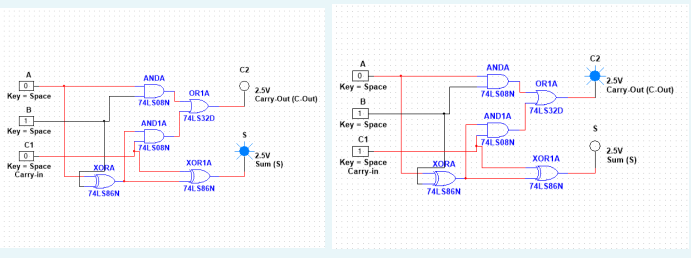 A
0
Key = Space
B
1
Key = Space
C1
0
Key = Space
Carry-in
ANDA
74LS08N
AND1A
74LS08N
XORA
74LS86N
OR1A
74LS32D
XOR1A
74LS86N
C2
2.5V
Carry-Out (C-Out)
S
2.5V
Sum (S)
A
0
Key = Space
B
1
Key = Space
C1
1
Key = Space
Carry-in
ANDA
74LS08N
AND1A
74LS08N
XORA
74LS86N
OR1A
74LS32D
XOR1A
74LS86N
C2
2.5V
Carry-Out (C-Out)
S
2.5V
Sum (S)